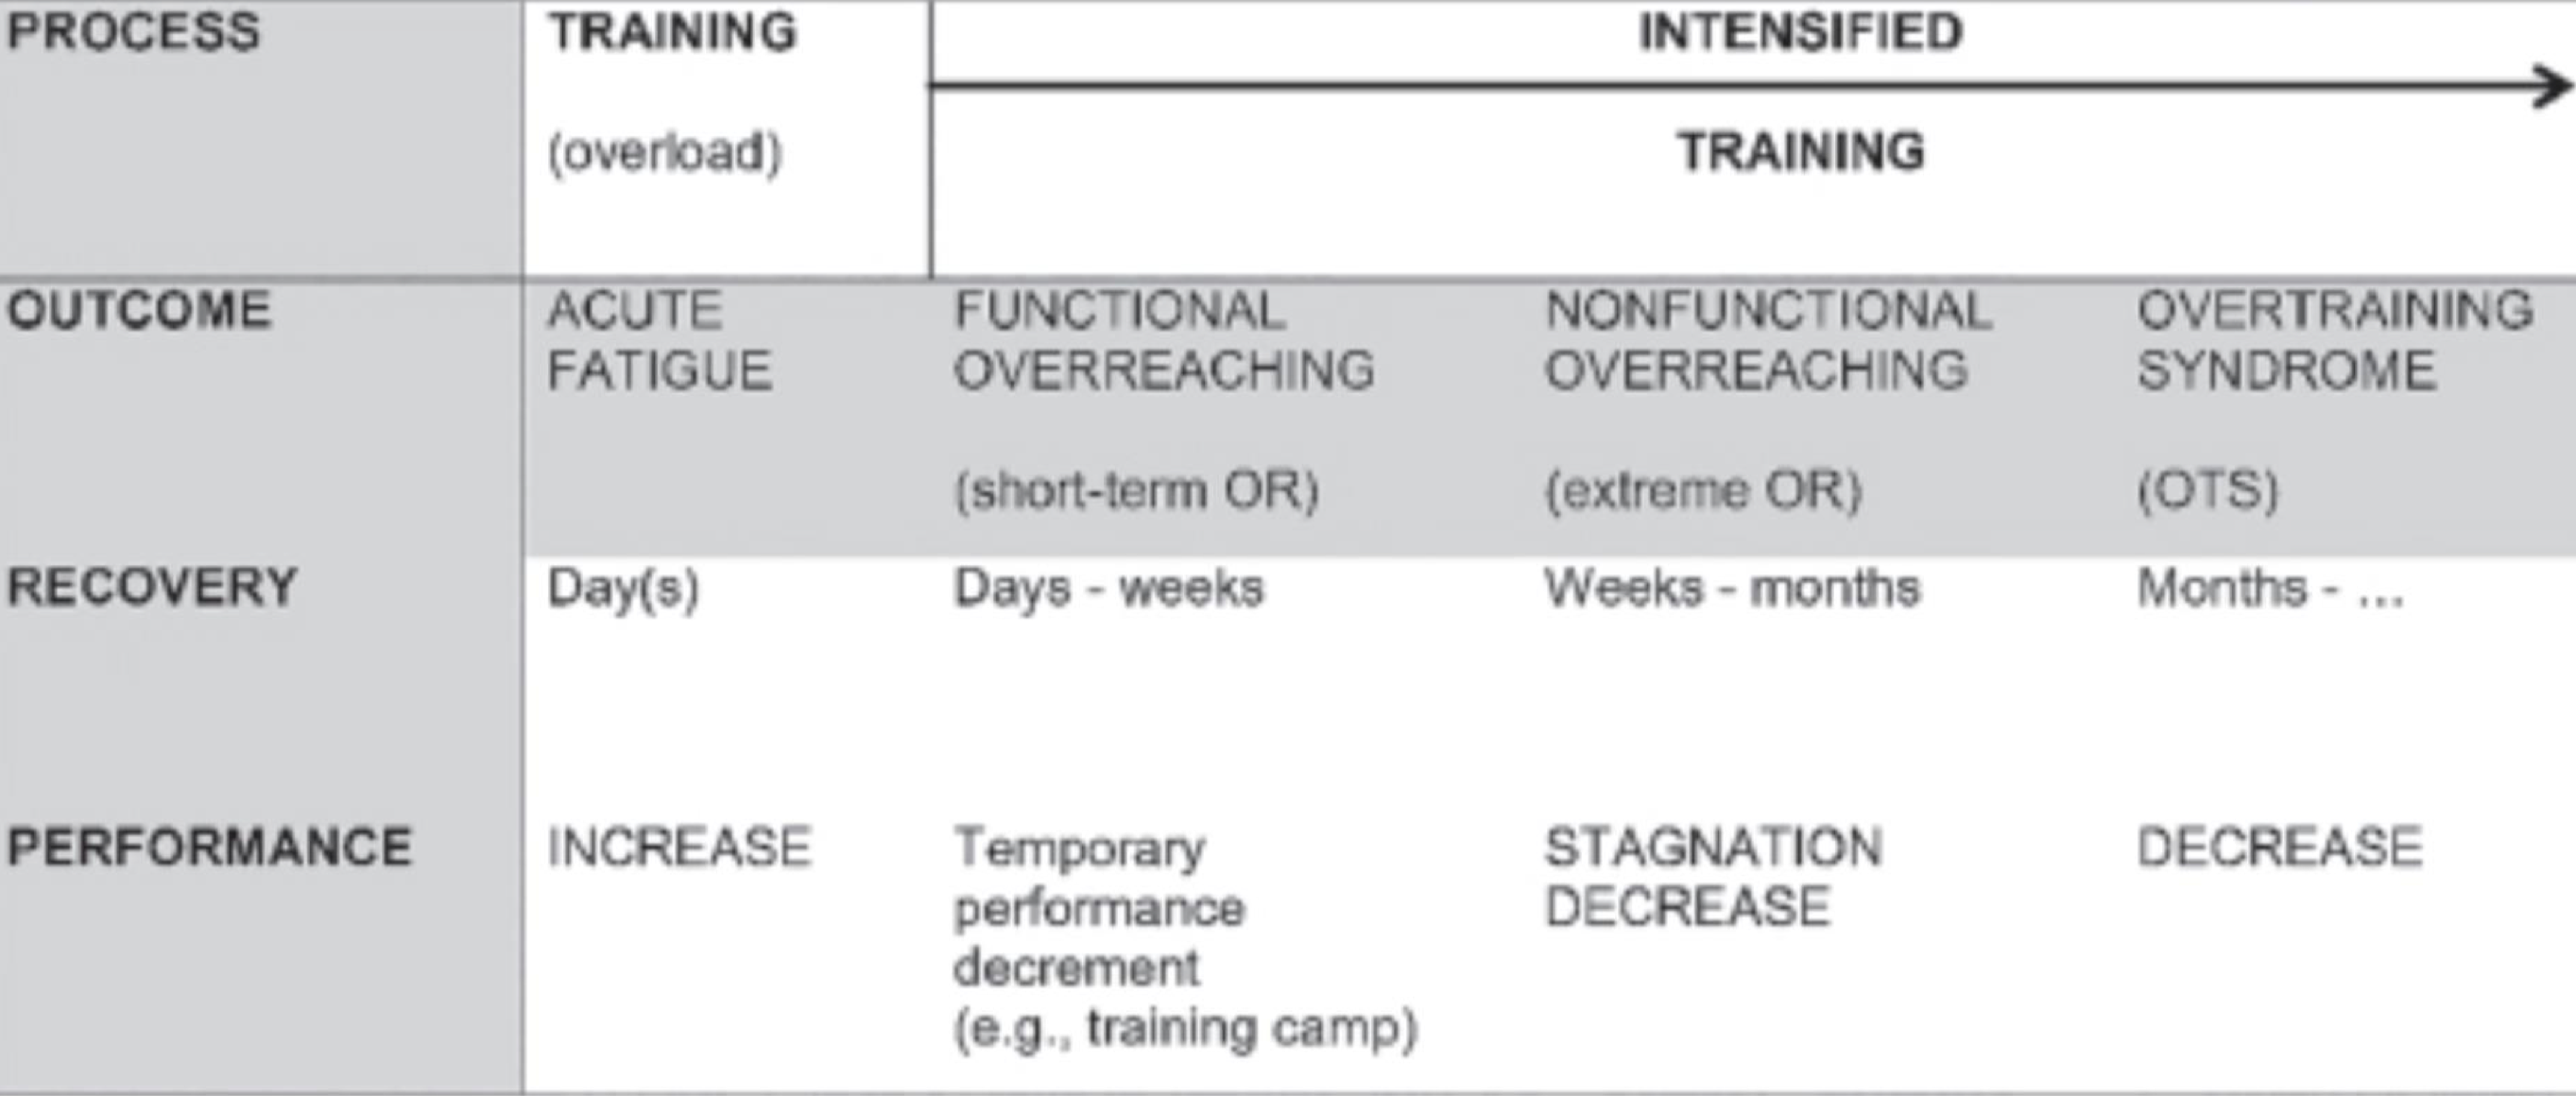 PROCESS TRAINING INTENSIFIED
(overload) TRAINING
OUTCOME ACUTE FUNCTIONAL NONFUNCTIONAL OVERTRAINING
FATIGUE OVERREACHING OVERREACHING SYNDROME
(short-term OR) (extreme OR) (OTS)
RECOVERY Day(s) Days - weeks Weeks - months Months - ...
PERFORMANCE INCREASE Temporary STAGNATION DECREASE
performance DECREASE
decrement
(e.g., training camp)